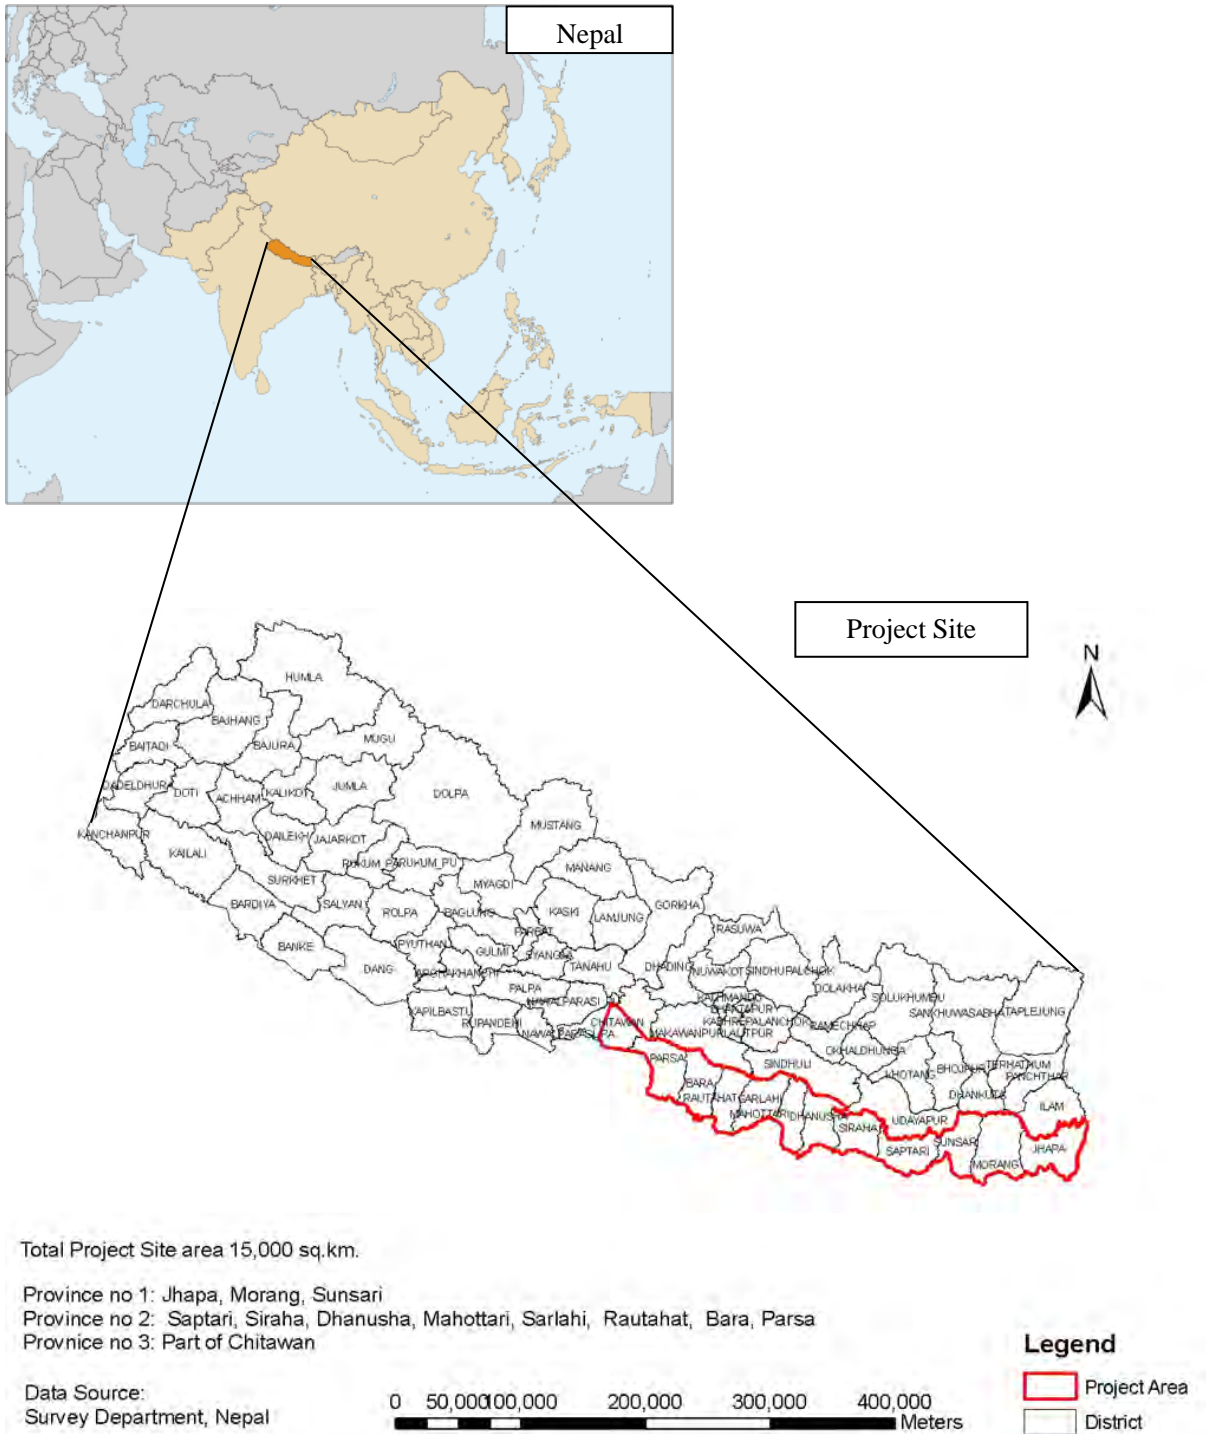 Nepal
Project Site
N
HUMLA
DARCHULA
BAJHANG
BAITADI
BAJURA
MUGU
DADELDHURA
DOTI
ACHHAM
KALIKOT
JUMLA
DOLPA
MUSTANG
KANCHANPUR
KAILALI
DAILEKH
JAJARKOT
RUKUM_PA
RUKUM_PU
MANANG
SURKHET
MYAGDI
BARDIYA
SALYAN
ROLPA
BAGLUNG
KASKI
LAMJUNG
GORKHA
PARBAT
RASUWA
BANKE
PYUTHAN
GULMI
SYANGJA
TANAHU
DHADING
NUWAKOT
SINDHUPALCHOK
DANG
ARGHAKHANCHI
PALPA
DOLAKHA
SOLUKHUMBU
SANKHUWASABHA
TAPLEJUNG
KAPILBASTU
RUPANDEHI
NAWALPARASI
KATHMANDU
BHAKTAPUR
CHITAWAN
MAKAWANPUR
LALITPUR
KABHREPALANCHOK
RAMECHHAP
OKHALDHUNGA
PARSA
SINDHULI
KHOTANG
BHOJPUR
TERHATHUM
PANCHTHAR
BARA
RAUTAHAT
SARLAHI
MAHOTTARI
DHANUSHA
SIRAHA
UDAYAPUR
DHANKUTA
ILAM
SAPTARI
SUNSARI
MORANG
JHAPA
Total Project Site area 15,000 sq.km.
Province no 1: Jhapa, Morang, Sunsari
Province no 2: Saptari, Siraha, Dhanusha, Mahottari, Sarlahi, Rautahat, Bara, Parsa
Provnice no 3: Part of Chitawan
Data Source:
Survey Department, Nepal
0 50,000 100,000 200,000 300,000 400,000
Meters
Legend
Project Area
District